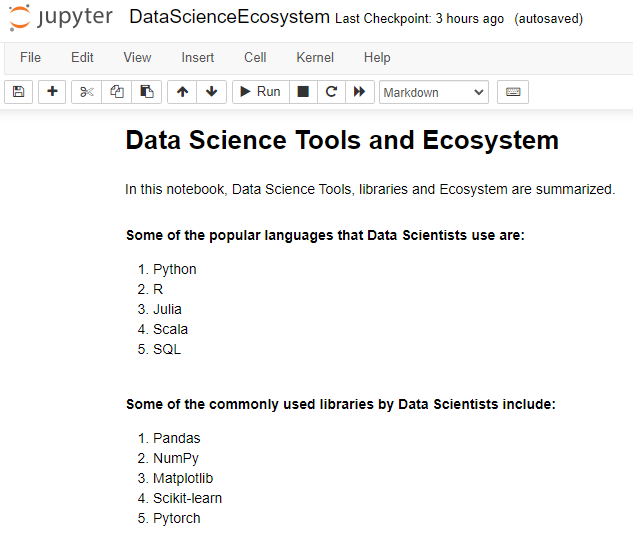 jupyter DataScienceEcosystem Last Checkpoint: 3 hours ago (autosaved)
File Edit View Insert Cell Kernel Help
Run Markdown
Data Science Tools and Ecosystem
In this notebook, Data Science Tools, libraries and Ecosystem are summarized.
Some of the popular languages that Data Scientists use are:
1. Python
2. R
3. Julia
4. Scala
5. SQL
Some of the commonly used libraries by Data Scientists include:
1. Pandas
2. NumPy
3. Matplotlib
4. Scikit-learn
5. Pytorch